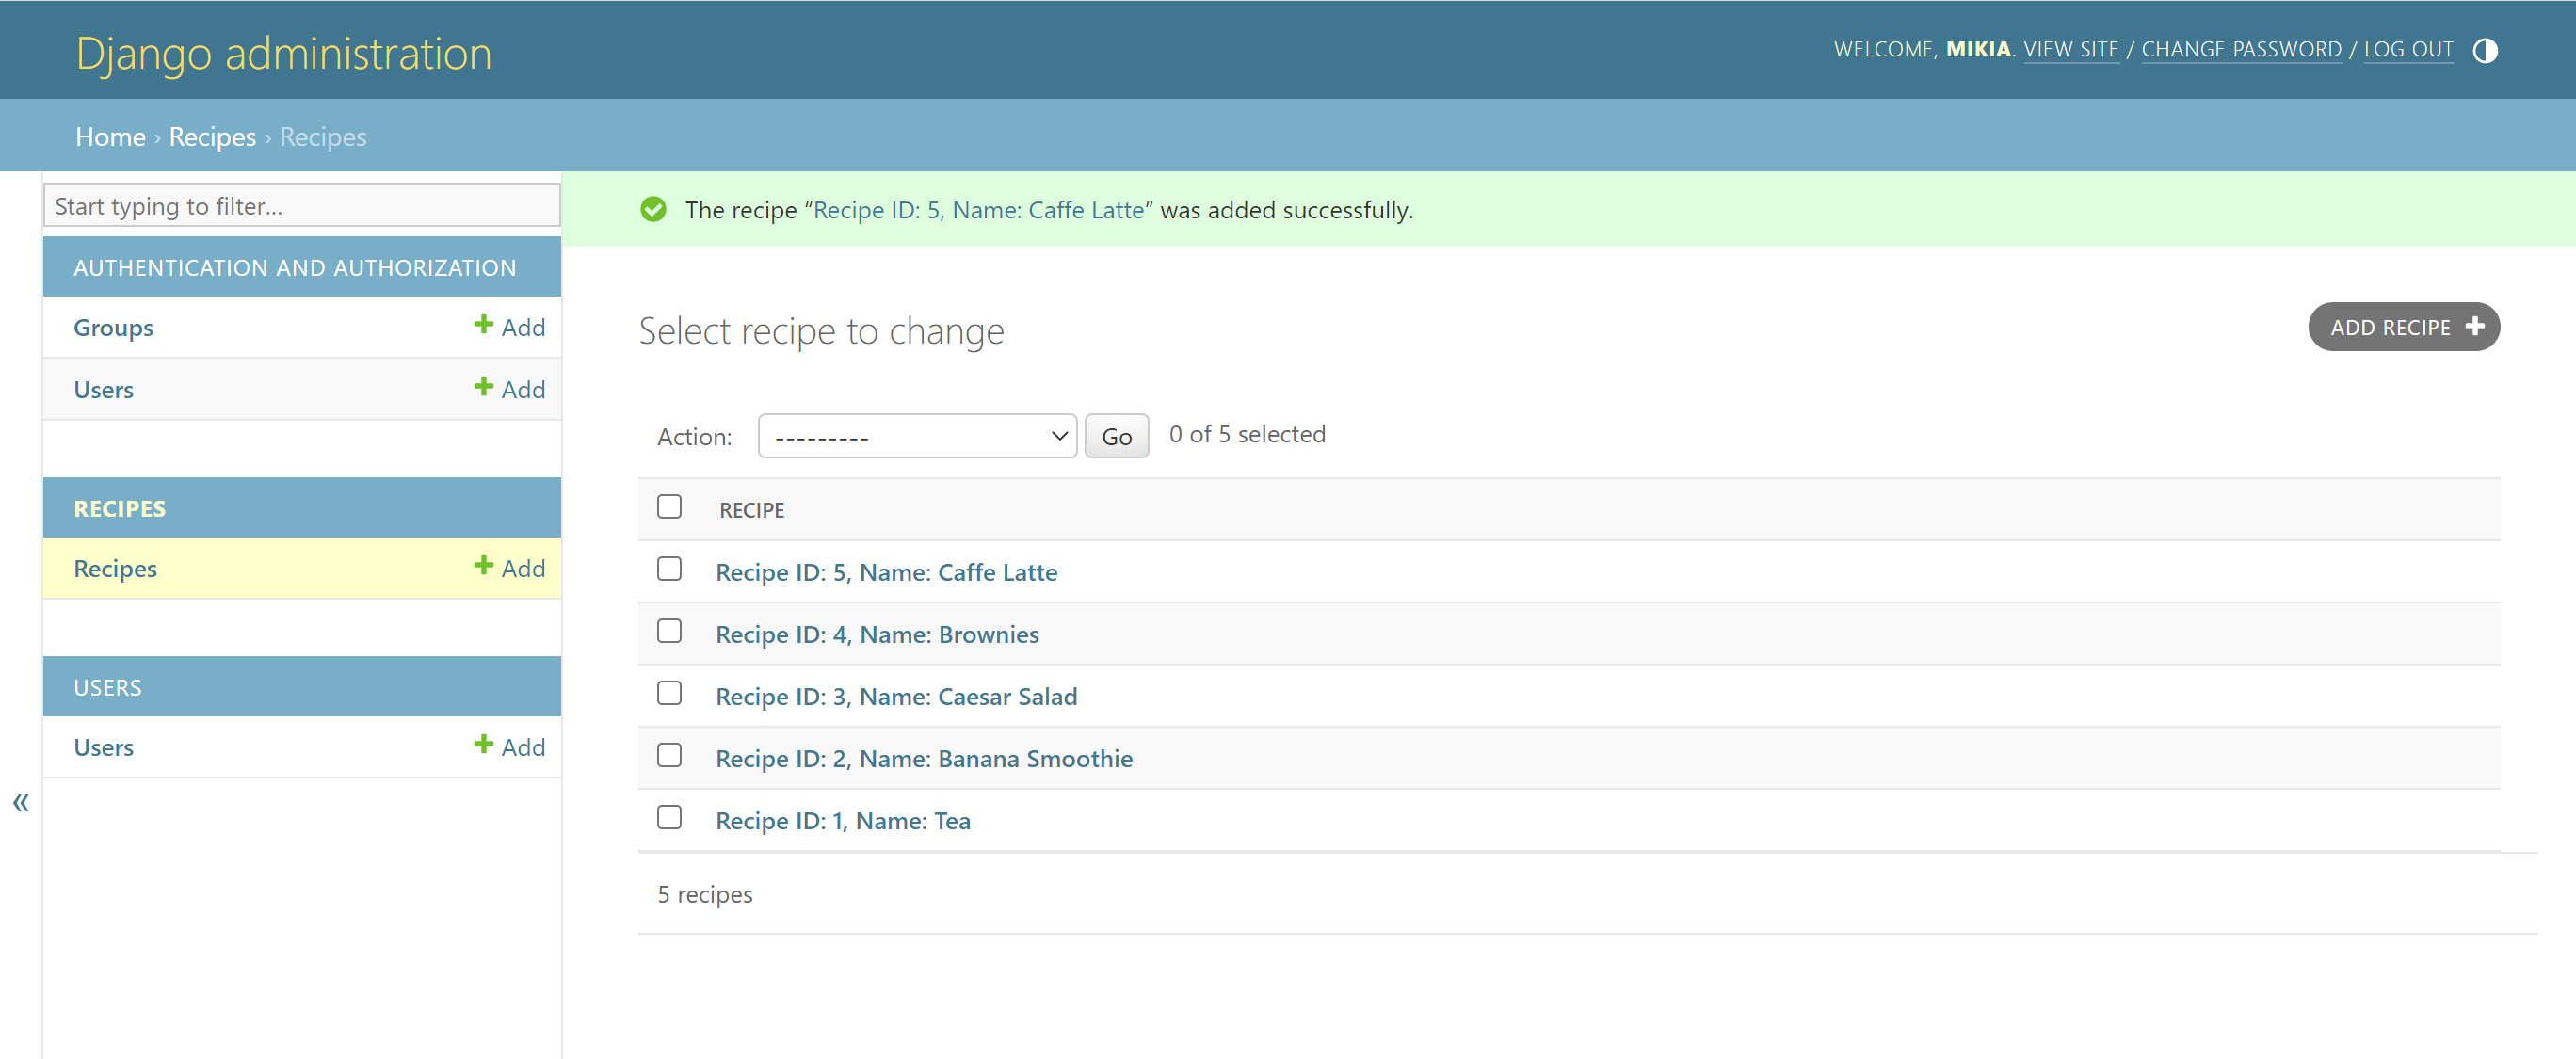 Django administration
WELCOME, MIKIA. VIEW SITE / CHANGE PASSWORD / LOG OUT
Home › Recipes › Recipes
Start typing to filter...
AUTHENTICATION AND AUTHORIZATION
Groups Add
Users Add
RECIPES
Recipes Add
USERS
Users Add
«
The recipe “Recipe ID: 5, Name: Caffe Latte” was added successfully.
Select recipe to change
ADD RECIPE
Action: --------- Go 0 of 5 selected
RECIPE
Recipe ID: 5, Name: Caffe Latte
Recipe ID: 4, Name: Brownies
Recipe ID: 3, Name: Caesar Salad
Recipe ID: 2, Name: Banana Smoothie
Recipe ID: 1, Name: Tea
5 recipes